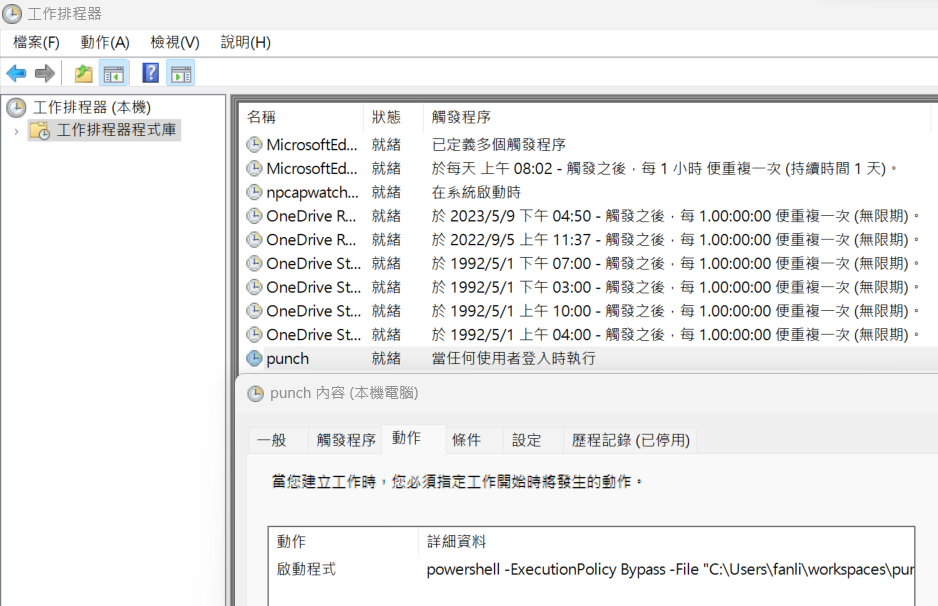 工作排程器
檔案(F) 動作(A) 檢視(V) 說明(H)
工作排程器 (本機)
工作排程器程式庫
名稱 狀態 觸發程序
MicrosoftEd... 就緒 已定義多個觸發程序
MicrosoftEd... 就緒 於每天 上午 08:02 - 觸發之後，每 1 小時 便重複一次 (持續時間 1 天)。
npcapwatch... 就緒 在系統啟動時
OneDrive R... 就緒 於 2023/5/9 下午 04:50 - 觸發之後，每 1.00:00:00 便重複一次 (無限期)。
OneDrive R... 就緒 於 2022/9/5 上午 11:37 - 觸發之後，每 1.00:00:00 便重複一次 (無限期)。
OneDrive St... 就緒 於 1992/5/1 下午 07:00 - 觸發之後，每 1.00:00:00 便重複一次 (無限期)。
OneDrive St... 就緒 於 1992/5/1 下午 03:00 - 觸發之後，每 1.00:00:00 便重複一次 (無限期)。
OneDrive St... 就緒 於 1992/5/1 上午 10:00 - 觸發之後，每 1.00:00:00 便重複一次 (無限期)。
OneDrive St... 就緒 於 1992/5/1 上午 04:00 - 觸發之後，每 1.00:00:00 便重複一次 (無限期)。
punch 就緒 當任何使用者登入時執行
punch 內容 (本機電腦)
一般 觸發程序 動作 條件 設定 歷程記錄 (已停用)
當您建立工作時，您必須指定工作開始時將發生的動作。
動作 詳細資料
啟動程式 powershell -ExecutionPolicy Bypass -File "C:\Users\fanli\workspaces\pur